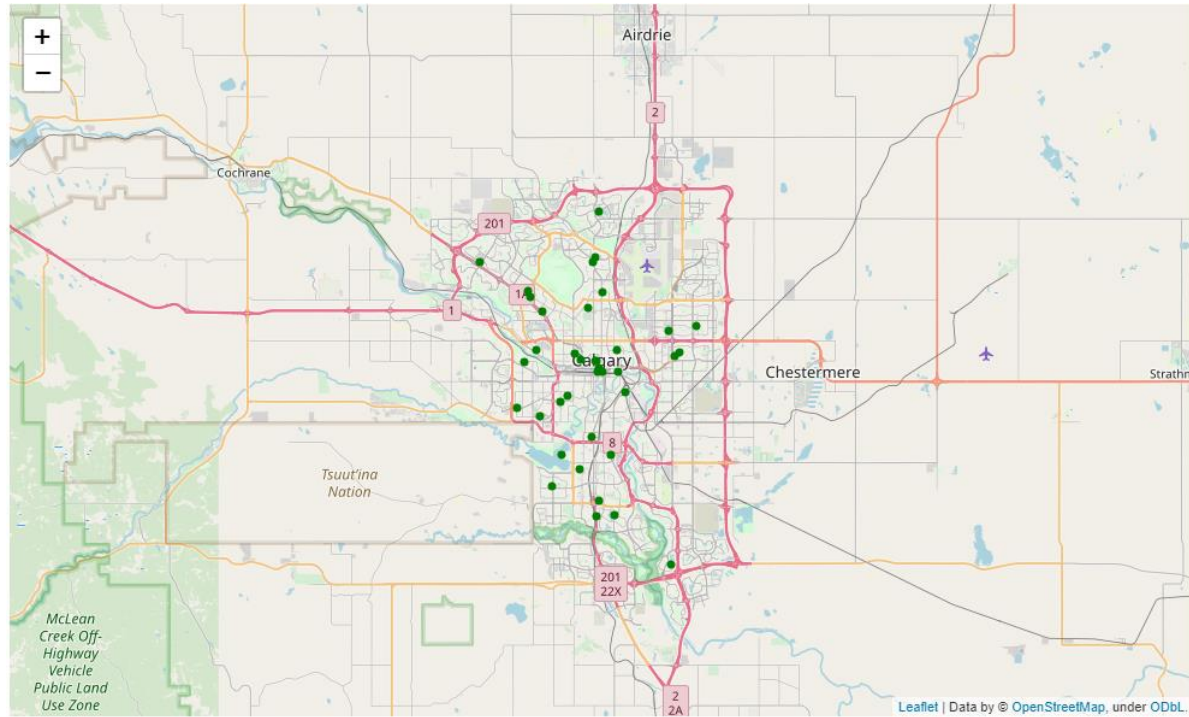 +
−
Airdrie
2
Cochrane
201
1A
1
Calgary
Chestermere
8
Tsuut'ina
Nation
201
22X
McLean
Creek Off-
Highway
Vehicle
Public Land
Use Zone
2
2A
Leaflet | Data by © OpenStreetMap, under ODbL.